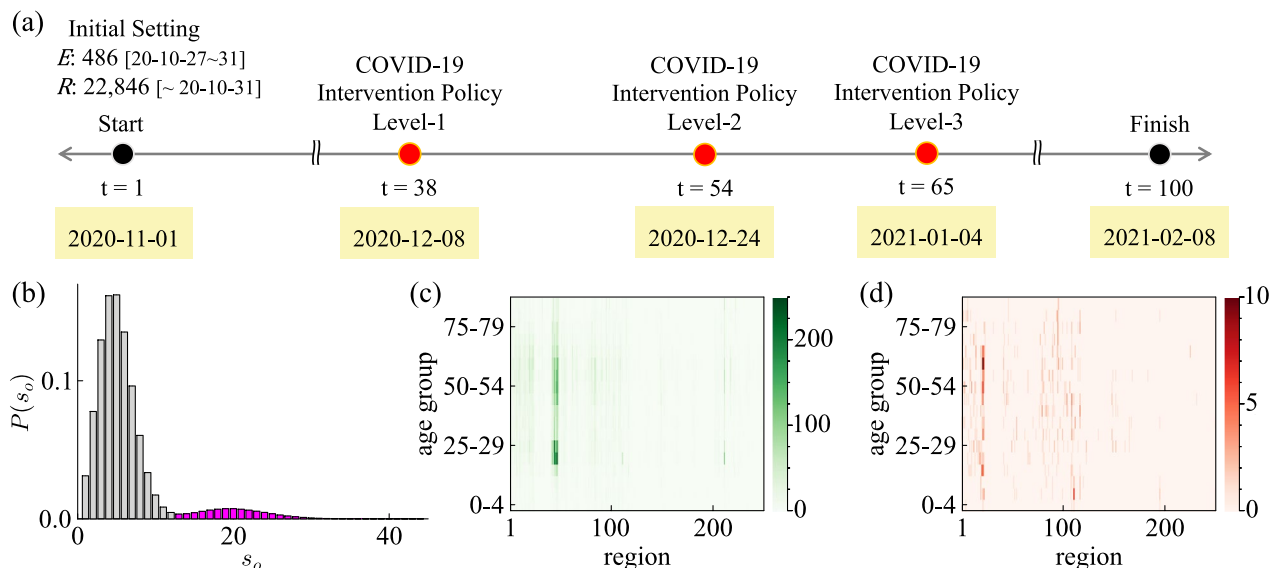 (a)
Initial Setting
E: 486 [20-10-27~31]
R: 22,846 [~ 20-10-31]
Start
COVID-19
Intervention Policy
Level-1
COVID-19
Intervention Policy
Level-2
COVID-19
Intervention Policy
Level-3
Finish
t = 1
t = 38
t = 54
t = 65
t = 100
2020-11-01
2020-12-08
2020-12-24
2021-01-04
2021-02-08
(b)
P(s_o)
0.1
0.0
0
20
40
s_o
(c)
age group
75-79
50-54
25-29
0-4
1
100
200
region
200
100
0
(d)
age group
75-79
50-54
25-29
0-4
1
100
200
region
10
5
0